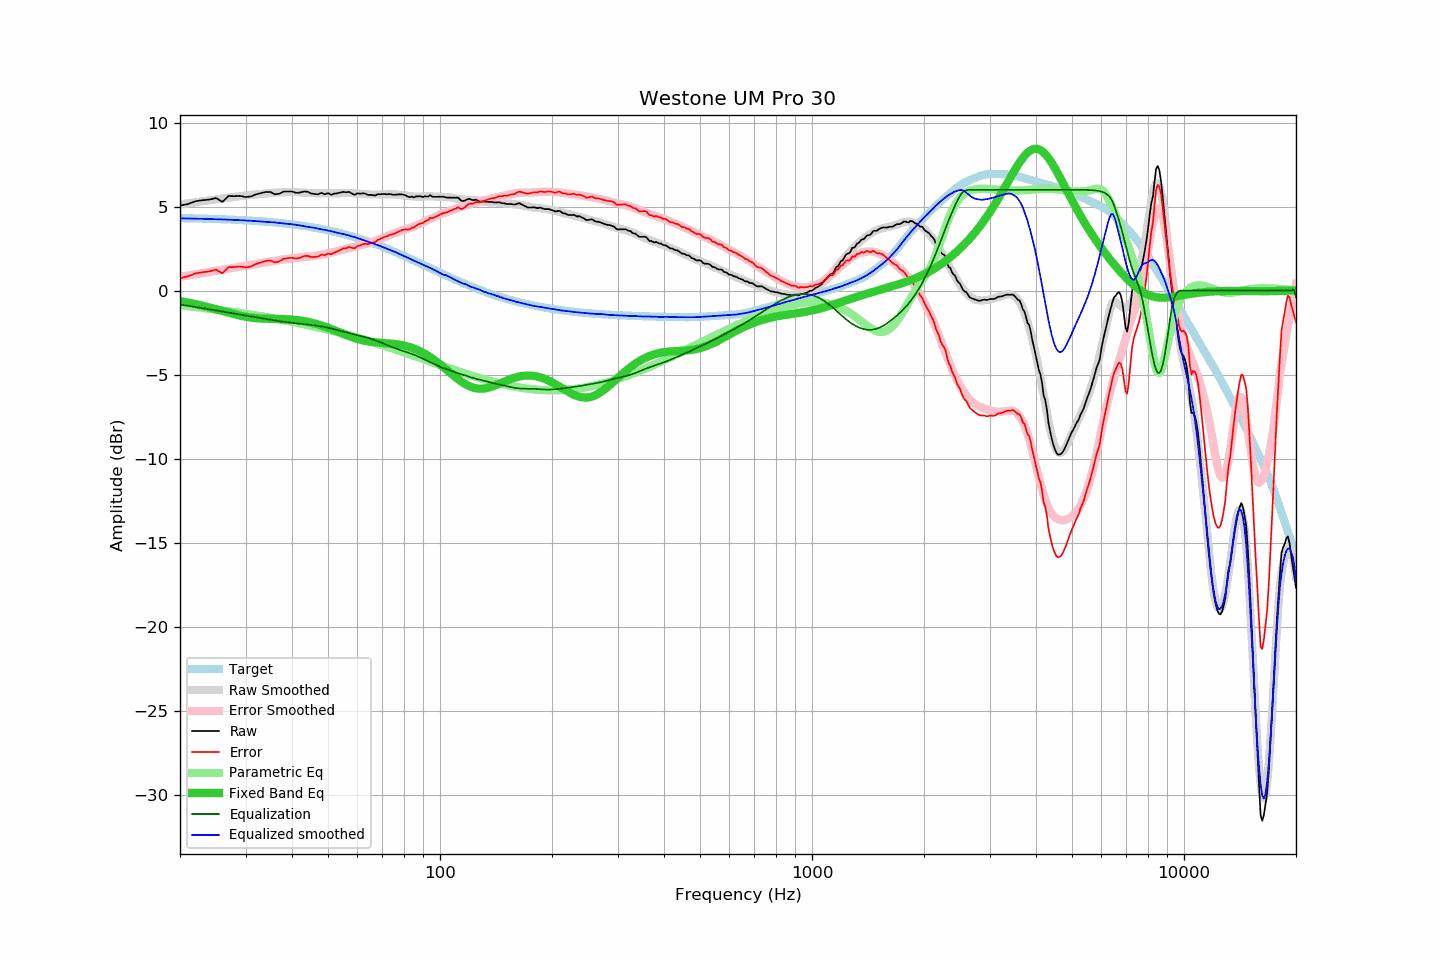 Westone UM Pro 30
10
5
0
−5
−10
−15
−20
−25
−30
Amplitude (dBr)
Target
Raw Smoothed
Error Smoothed
Raw
Error
Parametric Eq
Fixed Band Eq
Equalization
Equalized smoothed
100
1000
10000
Frequency (Hz)